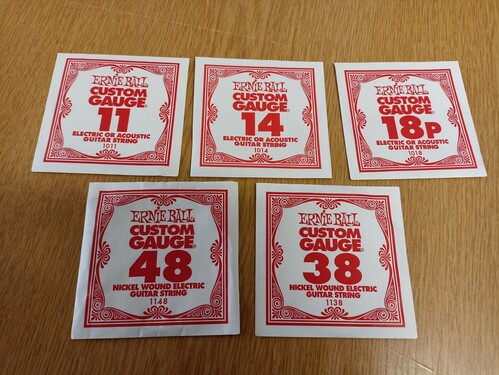 ERNIE BALL
CUSTOM
GAUGE
11
ELECTRIC OR ACOUSTIC
GUITAR STRING
1011
ERNIE BALL
CUSTOM
GAUGE
14
ELECTRIC OR ACOUSTIC
GUITAR STRING
1014
ERNIE BALL
CUSTOM
GAUGE
18P
ELECTRIC OR ACOUSTIC
GUITAR STRING
1018
ERNIE BALL
CUSTOM
GAUGE
48
NICKEL WOUND ELECTRIC
GUITAR STRING
1148
ERNIE BALL
CUSTOM
GAUGE
38
NICKEL WOUND ELECTRIC
GUITAR STRING
1138